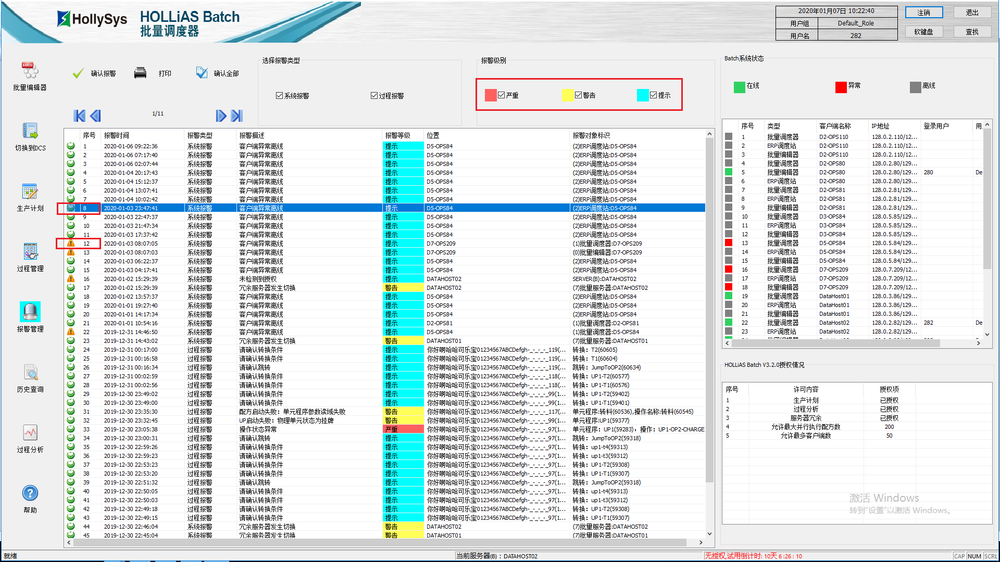 HollySys
HOLLiAS Batch
批量调度器
2020年01月07日 10:22:40
用户组 Default_Role
用户名 282
注销 退出
软键盘 查找
批量编辑器
切换到DCS
生产计划
过程管理
报警管理
历史查询
过程分析
帮助
确认报警 打印 确认全部
1/11
选择报警类型
系统报警 过程报警
报警级别
严重 警告 提示
序号 报警时间 报警类型 报警描述 报警等级 位置 报警对象标识
1 2020-01-06 09:22:36 系统报警 客户端异常离线 提示 D5-OPS84 (2)ERP调度站:D5-OPS84
2 2020-01-06 07:17:40 系统报警 客户端异常离线 提示 D5-OPS84 (2)ERP调度站:D5-OPS84
3 2020-01-06 02:07:44 系统报警 客户端异常离线 提示 D5-OPS84 (2)ERP调度站:D5-OPS84
4 2020-01-04 20:17:43 系统报警 客户端异常离线 提示 D5-OPS84 (2)ERP调度站:D5-OPS84
5 2020-01-04 15:12:37 系统报警 客户端异常离线 提示 D5-OPS84 (2)ERP调度站:D5-OPS84
6 2020-01-04 13:07:41 系统报警 客户端异常离线 提示 D5-OPS84 (2)ERP调度站:D5-OPS84
7 2020-01-04 10:02:42 系统报警 客户端异常离线 提示 D5-OPS84 (2)ERP调度站:D5-OPS84
8 2020-01-03 23:47:41 系统报警 客户端异常离线 提示 D5-OPS84 (2)ERP调度站:D5-OPS84
9 2020-01-03 22:47:37 系统报警 客户端异常离线 提示 D5-OPS84 (2)ERP调度站:D5-OPS84
10 2020-01-03 21:47:34 系统报警 客户端异常离线 提示 D5-OPS84 (2)ERP调度站:D5-OPS84
11 2020-01-03 17:37:42 系统报警 客户端异常离线 提示 D5-OPS84 (2)ERP调度站:D5-OPS84
12 2020-01-03 08:07:05 系统报警 客户端异常离线 提示 D7-OPS209 (1)批量调度器:D7-OPS209
13 2020-01-03 08:07:03 系统报警 客户端异常离线 提示 D7-OPS209 (0)批量编辑器:D7-OPS209
14 2020-01-03 06:22:37 系统报警 客户端异常离线 提示 D5-OPS84 (2)ERP调度站:D5-OPS84
15 2020-01-03 04:17:41 系统报警 客户端异常离线 提示 D5-OPS84 (2)ERP调度站:D5-OPS84
16 2020-01-02 15:29:39 系统报警 未检测到授权 提示 DATAHOST02 SERVER(B):DATAHOST02
17 2020-01-02 15:29:39 系统报警 冗余服务器发生切换 警告 DATAHOST02 (7)批量服务器:DATAHOST02
18 2020-01-02 13:57:37 系统报警 客户端异常离线 提示 D5-OPS84 (2)ERP调度站:D5-OPS84
19 2020-01-01 19:27:40 系统报警 客户端异常离线 提示 D5-OPS84 (2)ERP调度站:D5-OPS84
20 2020-01-01 14:17:34 系统报警 客户端异常离线 提示 D5-OPS84 (2)ERP调度站:D5-OPS84
21 2020-01-01 10:54:16 系统报警 客户端异常离线 提示 D2-OPS81 (1)批量调度器:D2-OPS81
22 2019-12-31 14:46:50 系统报警 客户端异常离线 提示 D5-OPS84 (1)批量调度器:D5-OPS84
23 2019-12-31 14:43:02 系统报警 冗余服务器发生切换 警告 DATAHOST01 (7)批量服务器:DATAHOST01
24 2019-12-31 00:17:00 过程报警 请确认转换条件 提示 你好啊哈哈可乐宝01234567ABCDefgh-_-_-_-_119(... 转换：T2(60605)
25 2019-12-31 00:16:58 过程报警 请确认转换条件 提示 你好啊哈哈可乐宝01234567ABCDefgh-_-_-_-_119(... 转换：T1(60604)
26 2019-12-31 00:16:34 过程报警 请确认跳转 提示 你好啊哈哈可乐宝01234567ABCDefgh-_-_-_-_119(... 跳转：JumpToOP2(60634)
27 2019-12-31 00:02:59 过程报警 请确认转换条件 提示 你好啊哈哈可乐宝01234567ABCDefgh-_-_-_-_118(... 转换：UP1-T2(60577)
28 2019-12-31 00:02:56 过程报警 请确认转换条件 提示 你好啊哈哈可乐宝01234567ABCDefgh-_-_-_-_118(... 转换：UP1-T1(60576)
29 2019-12-30 23:49:02 过程报警 请确认转换条件 提示 你好啊哈哈可乐宝01234567ABCDefgh-_-_-_-_99(1... 转换：UP1-T2(59402)
30 2019-12-30 23:49:00 过程报警 请确认转换条件 提示 你好啊哈哈可乐宝01234567ABCDefgh-_-_-_-_99(1... 转换：UP1-T1(59401)
31 2019-12-30 23:35:30 过程报警 配方启动失败：单元程序参数读域失败 警告 你好啊哈哈可乐宝01234567ABCDefgh-_-_-_-_117(... 单元程序:转料(60536),操作名称:转料(60545)
32 2019-12-30 23:32:45 过程报警 UP启动失败：物理单元状态为挂牌 警告 你好啊哈哈可乐宝01234567ABCDefgh-_-_-_-_99(1... 单元程序:UP1(59377)
33 2019-12-30 23:05:38 过程报警 操作状态异常 严重 你好啊哈哈可乐宝01234567ABCDefgh-_-_-_-_97(1... 单元程序：UP1(59283)，操作：UP1-OP2-CHARGE
34 2019-12-30 23:00:31 过程报警 请确认跳转 提示 你好啊哈哈可乐宝01234567ABCDefgh-_-_-_-_97(1... 跳转：JumpToOP2(59318)
35 2019-12-30 22:59:26 过程报警 请确认转换条件 提示 你好啊哈哈可乐宝01234567ABCDefgh-_-_-_-_97(1... 转换：up1-t4(59313)
36 2019-12-30 22:59:23 过程报警 请确认转换条件 提示 你好啊哈哈可乐宝01234567ABCDefgh-_-_-_-_97(1... 转换：up1-t3(59312)
37 2019-12-30 22:53:23 过程报警 请确认转换条件 提示 你好啊哈哈可乐宝01234567ABCDefgh-_-_-_-_97(1... 转换：UP1-T2(59308)
38 2019-12-30 22:53:20 过程报警 请确认转换条件 提示 你好啊哈哈可乐宝01234567ABCDefgh-_-_-_-_97(1... 转换：UP1-T1(59307)
39 2019-12-30 22:51:32 过程报警 请确认跳转 提示 你好啊哈哈可乐宝01234567ABCDefgh-_-_-_-_97(1... 跳转：JumpToOP2(59318)
40 2019-12-30 22:50:05 过程报警 请确认转换条件 提示 你好啊哈哈可乐宝01234567ABCDefgh-_-_-_-_97(1... 转换：up1-t4(59313)
41 2019-12-30 22:50:03 过程报警 请确认转换条件 提示 你好啊哈哈可乐宝01234567ABCDefgh-_-_-_-_97(1... 转换：up1-t3(59312)
42 2019-12-30 22:49:18 过程报警 请确认转换条件 提示 你好啊哈哈可乐宝01234567ABCDefgh-_-_-_-_97(1... 转换：UP1-T2(59308)
43 2019-12-30 22:49:15 过程报警 请确认转换条件 提示 你好啊哈哈可乐宝01234567ABCDefgh-_-_-_-_97(1... 转换：UP1-T1(59307)
44 2019-12-30 22:46:04 系统报警 冗余服务器发生切换 警告 DATAHOST02 (7)批量服务器:DATAHOST02
45 2019-12-30 22:45:04 系统报警 冗余服务器发生切换 警告 DATAHOST01 (7)批量服务器:DATAHOST01
Batch系统状态
在线 异常 离线
序号 类型 客户端名称 IP地址 登录用户 用
1 批量调度器 D2-OPS110 128.0.2.110/12...
2 ERP调度站 D2-OPS110 128.0.2.110/12...
3 批量编辑器 D2-OPS110 128.0.2.110/12...
4 批量调度器 D2-OPS80 128.0.2.80/129...
5 批量编辑器 D2-OPS80 128.0.2.80/129... 280 De
6 ERP调度站 D2-OPS80 128.0.2.80/129...
7 批量调度器 D2-OPS81 128.0.2.81/129...
8 ERP调度站 D2-OPS81 128.0.2.81/129...
9 批量编辑器 D2-OPS81 128.0.2.81/129...
10 批量调度器 D3-OPS84 128.0.5.85/129...
11 ERP调度站 D3-OPS84 128.0.5.85/129...
12 批量编辑器 D3-OPS84 128.0.5.85/129...
13 批量调度器 D5-OPS84 128.0.5.84/129...
14 ERP调度站 D5-OPS84 128.0.5.84/129...
15 批量编辑器 D5-OPS84 128.0.5.84/129...
16 批量调度器 D7-OPS209 128.0.7.209/12...
17 ERP调度站 D7-OPS209 128.0.7.209/12...
18 批量编辑器 D7-OPS209 128.0.7.209/12...
19 批量调度器 DataHost01 128.0.3.86/129...
20 ERP调度站 DataHost01 128.0.3.86/129...
21 批量编辑器 DataHost01 128.0.3.86/129...
22 批量调度器 DataHost02 128.0.2.82/129... 282 De
23 ERP调度站 DataHost02 128.0.2.82/129...
HOLLiAS Batch V3.2.0授权情况
序号 许可内容 授权项
1 生产计划 已授权
2 过程分析 已授权
3 服务器冗余 已授权
4 允许最大并行执行配方数 200
5 允许最多客户端数 50
激活 Windows
转到“设置”以激活 Windows。
就绪 当前服务器(B)：DATAHOST02 无授权,试用倒计时: 10天 6 : 26 : 10 CAP NUM SCRL